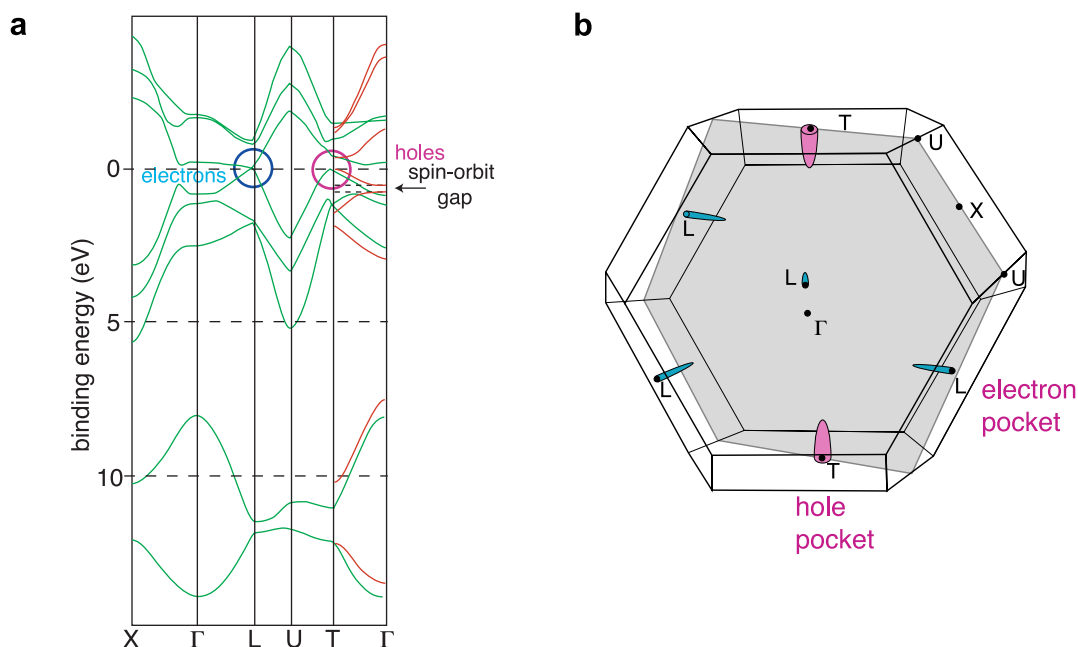 a
binding energy (eV)
0
5
10
electrons
holes
spin-orbit
gap
X Γ L U T Γ
b
T
U
X
L
L
U
Γ
L
L
T
electron
pocket
hole
pocket